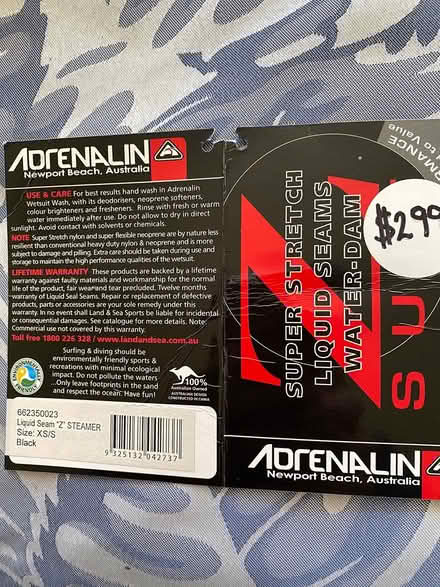 ADRENALIN
Newport Beach, Australia
USE & CARE For best results hand wash in Adrenalin
Wetsuit Wash, with its deodorisers, neoprene softeners,
colour brighteners and fresheners. Rinse with fresh or warm
water immediately after use. Do not allow to dry in direct
sunlight. Avoid contact with solvents or chemicals.
NOTE Super Stretch nylon and super flexible neoprene are by nature less
resilient than conventional heavy duty nylon & neoprene and is more
subject to damage and pilling. Extra care should be taken during use and
storage to maintain the high performance qualities of the wetsuit.
LIFETIME WARRANTY These products are backed by a lifetime
warranty against faulty materials and workmanship for the normal
life of the product, fair wear and tear precluded. Twelve months
warranty of Liquid Seal Seams. Repair or replacement of defective
products, parts or accessories are your sole remedy under this
warranty. In no event shall Land & Sea Sports be liable for incidental
or consequential damages. See catalogue for more details. Note:
Commercial use not covered by this warranty.
Toll free 1800 226 328 / www.landandsea.com
Surfing & diving should be
environmentally friendly sports &
recreations with minimal ecological
impact. Do not pollute the waters
...Only leave footprints in the sand
and respect the ocean. Have fun!
100%
Australian Owned
AUSTRALIAN DESIGN
CONSTRUCTED IN CHINA
662350023
Liquid Seam "Z" STEAMER
Size: XS/S
Black
9 325132 042737
RMANCE
to Value
$299
SUPER STRETCH
LIQUID SEAMS
WATER-DAM
Z
SU
ADRENALIN
Newport Beach, Australia